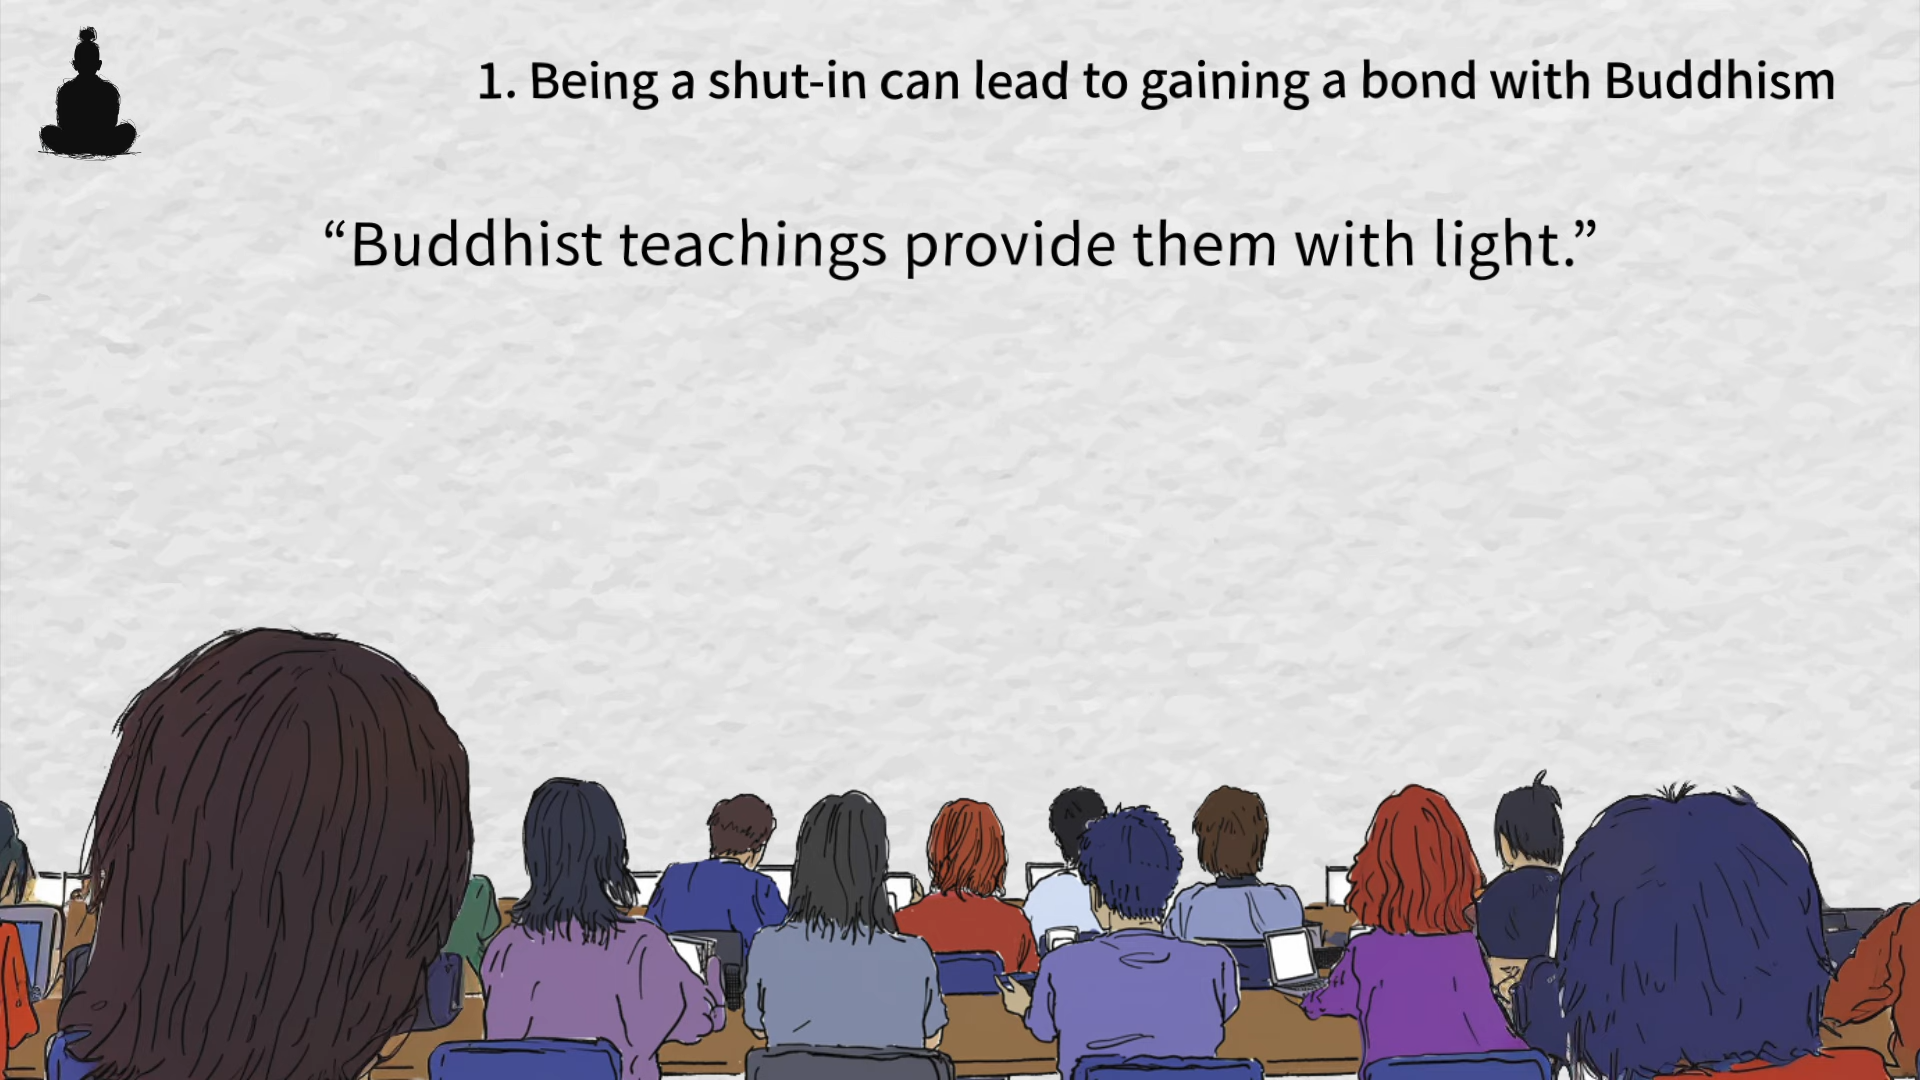 1. Being a shut-in can lead to gaining a bond with Buddhism
“Buddhist teachings provide them with light.”